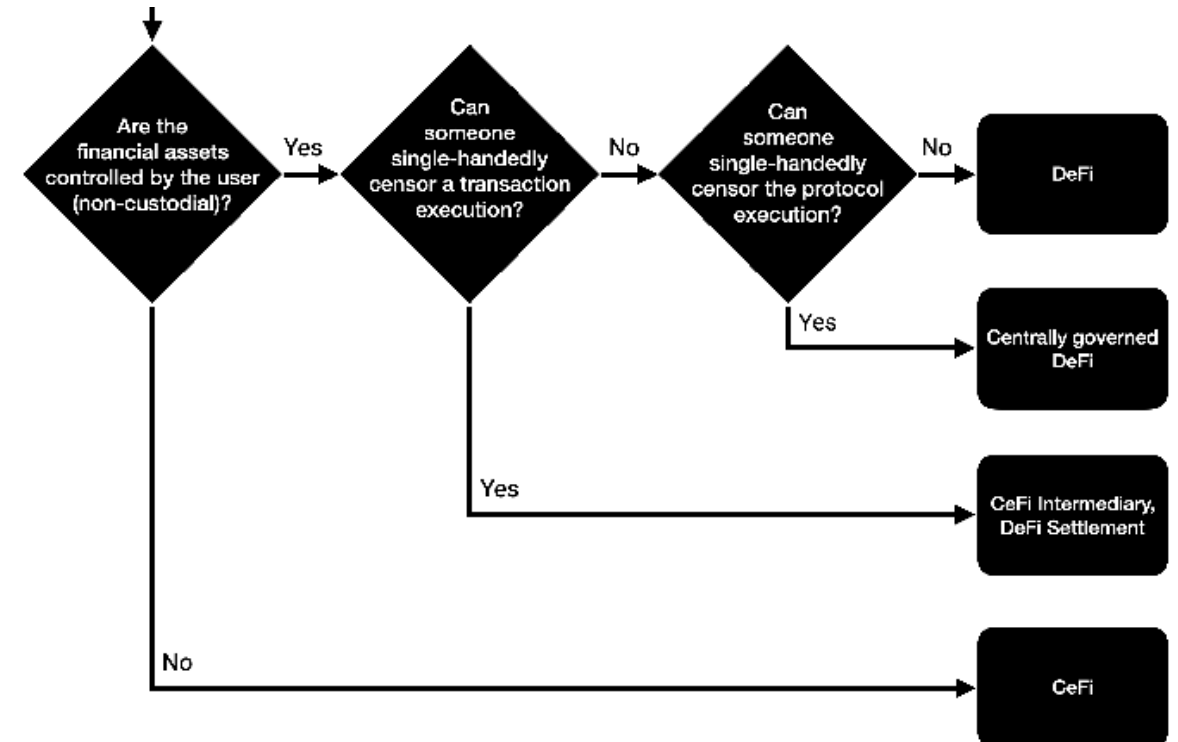 Are the
financial assets
controlled by the user
(non-custodial)?
Yes
Can
someone
single-handedly
censor a transaction
execution?
No
Can
someone
single-handedly
censor the protocol
execution?
No
DeFi
Yes
Centrally governed
DeFi
Yes
CeFi Intermediary,
DeFi Settlement
No
CeFi